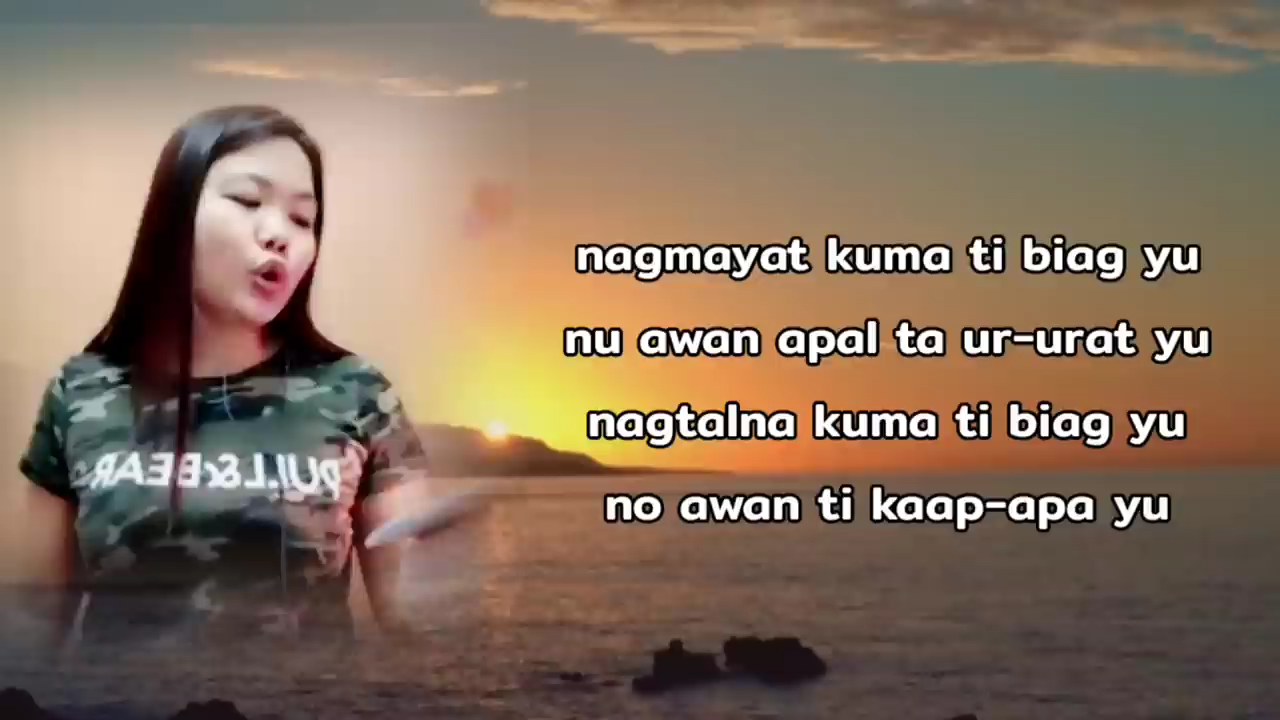 nagmayat kuma ti biag yu
nu awan apal ta ur-urat yu
nagtalna kuma ti biag yu
no awan ti kaap-apa yu
PULL&BEAR